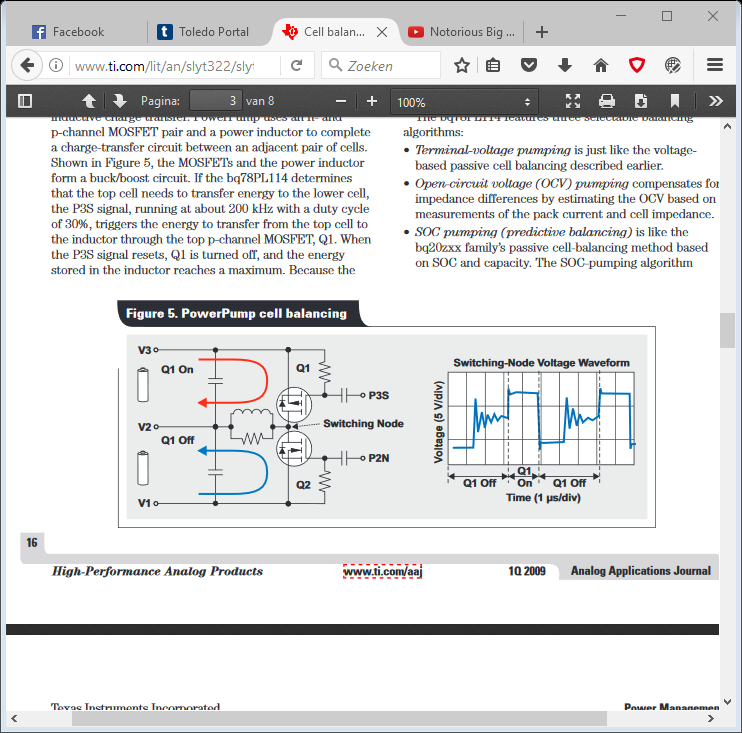 Facebook
Toledo Portal
Cell balan...
Notorious Big ...
www.ti.com/lit/an/slyt322/sly
Zoeken
Pagina:
3
van 8
100%
inductive charge transfer. PowerPump uses an n- and
p-channel MOSFET pair and a power inductor to complete
a charge-transfer circuit between an adjacent pair of cells.
Shown in Figure 5, the MOSFETs and the power inductor
form a buck/boost circuit. If the bq78PL114 determines
that the top cell needs to transfer energy to the lower cell,
the P3S signal, running at about 200 kHz with a duty cycle
of 30%, triggers the energy to transfer from the top cell to
the inductor through the top p-channel MOSFET, Q1. When
the P3S signal resets, Q1 is turned off, and the energy
stored in the inductor reaches a maximum. Because the
The bq78PL114 features three selectable balancing
algorithms:
• Terminal-voltage pumping is just like the voltage-
based passive cell balancing described earlier.
• Open-circuit voltage (OCV) pumping compensates for
impedance differences by estimating the OCV based on
measurements of the pack current and cell impedance.
• SOC pumping (predictive balancing) is like the
bq20zxx family's passive cell-balancing method based
on SOC and capacity. The SOC-pumping algorithm
Figure 5. PowerPump cell balancing
V3
Q1 On
Q1
P3S
V2
Switching Node
Q1 Off
P2N
Q2
V1
Switching-Node Voltage Waveform
Voltage (5 V/div)
Q1 Off
Q1
On
Q1 Off
Time (1 µs/div)
16
High-Performance Analog Products
www.ti.com/aaj
1Q 2009
Analog Applications Journal
Texas Instruments Incorporated
Power Managemen